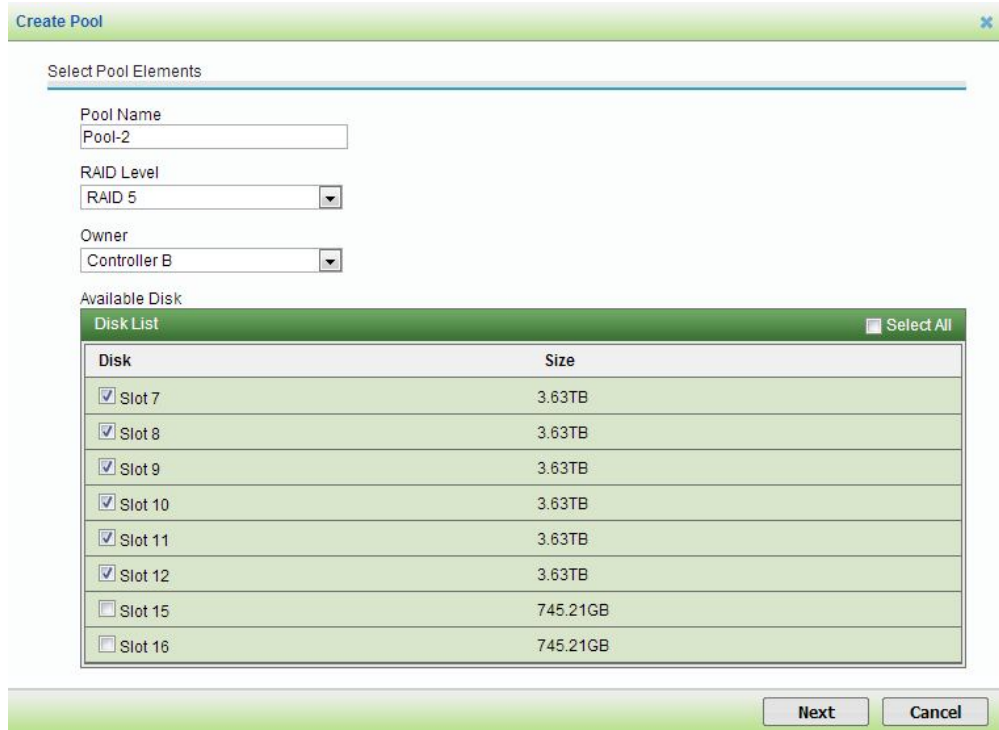 Create Pool
Select Pool Elements
Pool Name
Pool-2
RAID Level
RAID 5
Owner
Controller B
Available Disk
Disk List Select All
Disk Size
Slot 7 3.63TB
Slot 8 3.63TB
Slot 9 3.63TB
Slot 10 3.63TB
Slot 11 3.63TB
Slot 12 3.63TB
Slot 15 745.21GB
Slot 16 745.21GB
Next Cancel